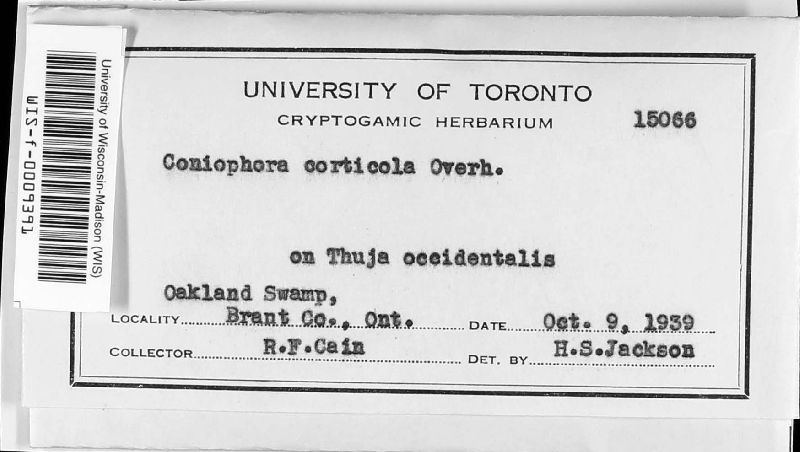 University of Wisconsin-Madison (WIS)
WIS-f-0009391
UNIVERSITY OF TORONTO
CRYPTOGAMIC HERBARIUM 15066
Coniophora corticola Overh.
on Thuja occidentalis
Oakland Swamp,
LOCALITY Brant Co., Ont. DATE Oct. 9, 1939
COLLECTOR R.F.Cain DET. BY H.S.Jackson